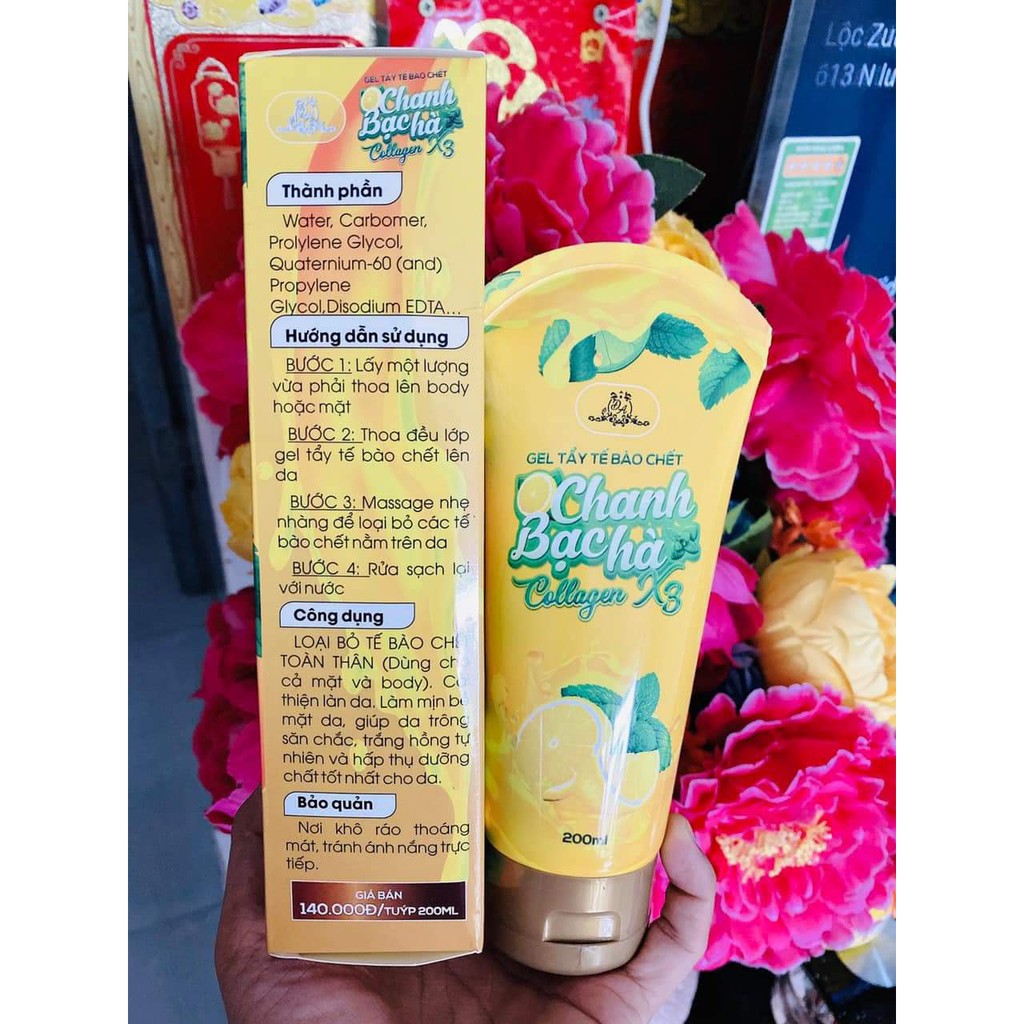 GEL TẨY TẾ BÀO CHẾT
Chanh
Bạc hà
Collagen X3
Thành phần
Water, Carbomer,
Prolylene Glycol,
Quaternium-60 (and)
Propylene
Glycol,Disodium EDTA...
Hướng dẫn sử dụng
BƯỚC 1: Lấy một lượng
vừa phải thoa lên body
hoặc mặt
BƯỚC 2: Thoa đều lớp
gel tẩy tế bào chết lên
da
BƯỚC 3: Massage nhẹ
nhàng để loại bỏ các tế
bào chết nằm trên da
BƯỚC 4: Rửa sạch lại
với nước
Công dụng
LOẠI BỎ TẾ BÀO CHẾT
TOÀN THÂN (Dùng cho
cả mặt và body). Cải
thiện làn da. Làm mịn bề
mặt da, giúp da trông
săn chắc, trắng hồng tự
nhiên và hấp thụ dưỡng
chất tốt nhất cho da.
Bảo quản
Nơi khô ráo thoáng
mát, tránh ánh nắng trực
tiếp.
GIÁ BÁN
140.000Đ/TUÝP 200ML
GEL TẨY TẾ BÀO CHẾT
Chanh
Bạc hà
Collagen X3
200ml
Lộc
613 N